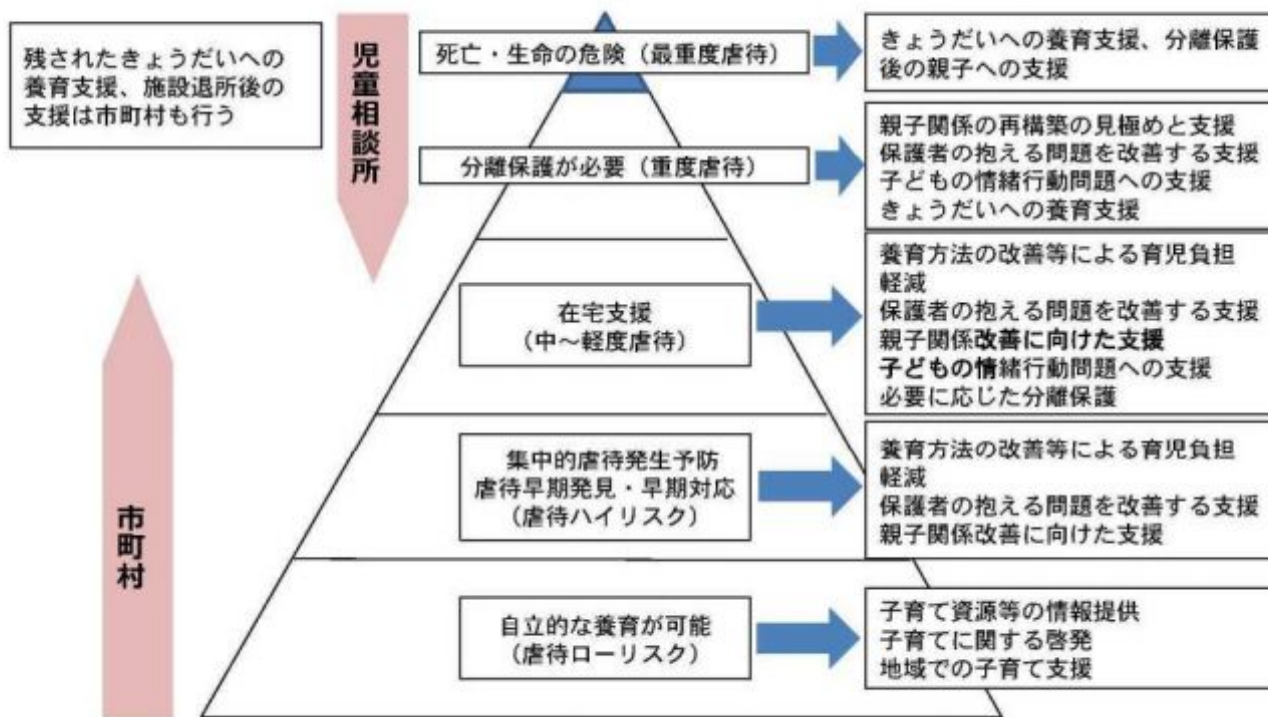 残されたきょうだいへの
養育支援、施設退所後の
支援は市町村も行う
児童相談所
市町村
死亡・生命の危険（最重度虐待）
きょうだいへの養育支援、分離保護
後の親子への支援
分離保護が必要（重度虐待）
親子関係の再構築の見極めと支援
保護者の抱える問題を改善する支援
子どもの情緒行動問題への支援
きょうだいへの養育支援
在宅支援
（中～軽度虐待）
養育方法の改善等による育児負担
軽減
保護者の抱える問題を改善する支援
親子関係改善に向けた支援
子どもの情緒行動問題への支援
必要に応じた分離保護
集中的虐待発生予防
虐待早期発見・早期対応
（虐待ハイリスク）
養育方法の改善等による育児負担
軽減
保護者の抱える問題を改善する支援
親子関係改善に向けた支援
自立的な養育が可能
（虐待ローリスク）
子育て資源等の情報提供
子育てに関する啓発
地域での子育て支援